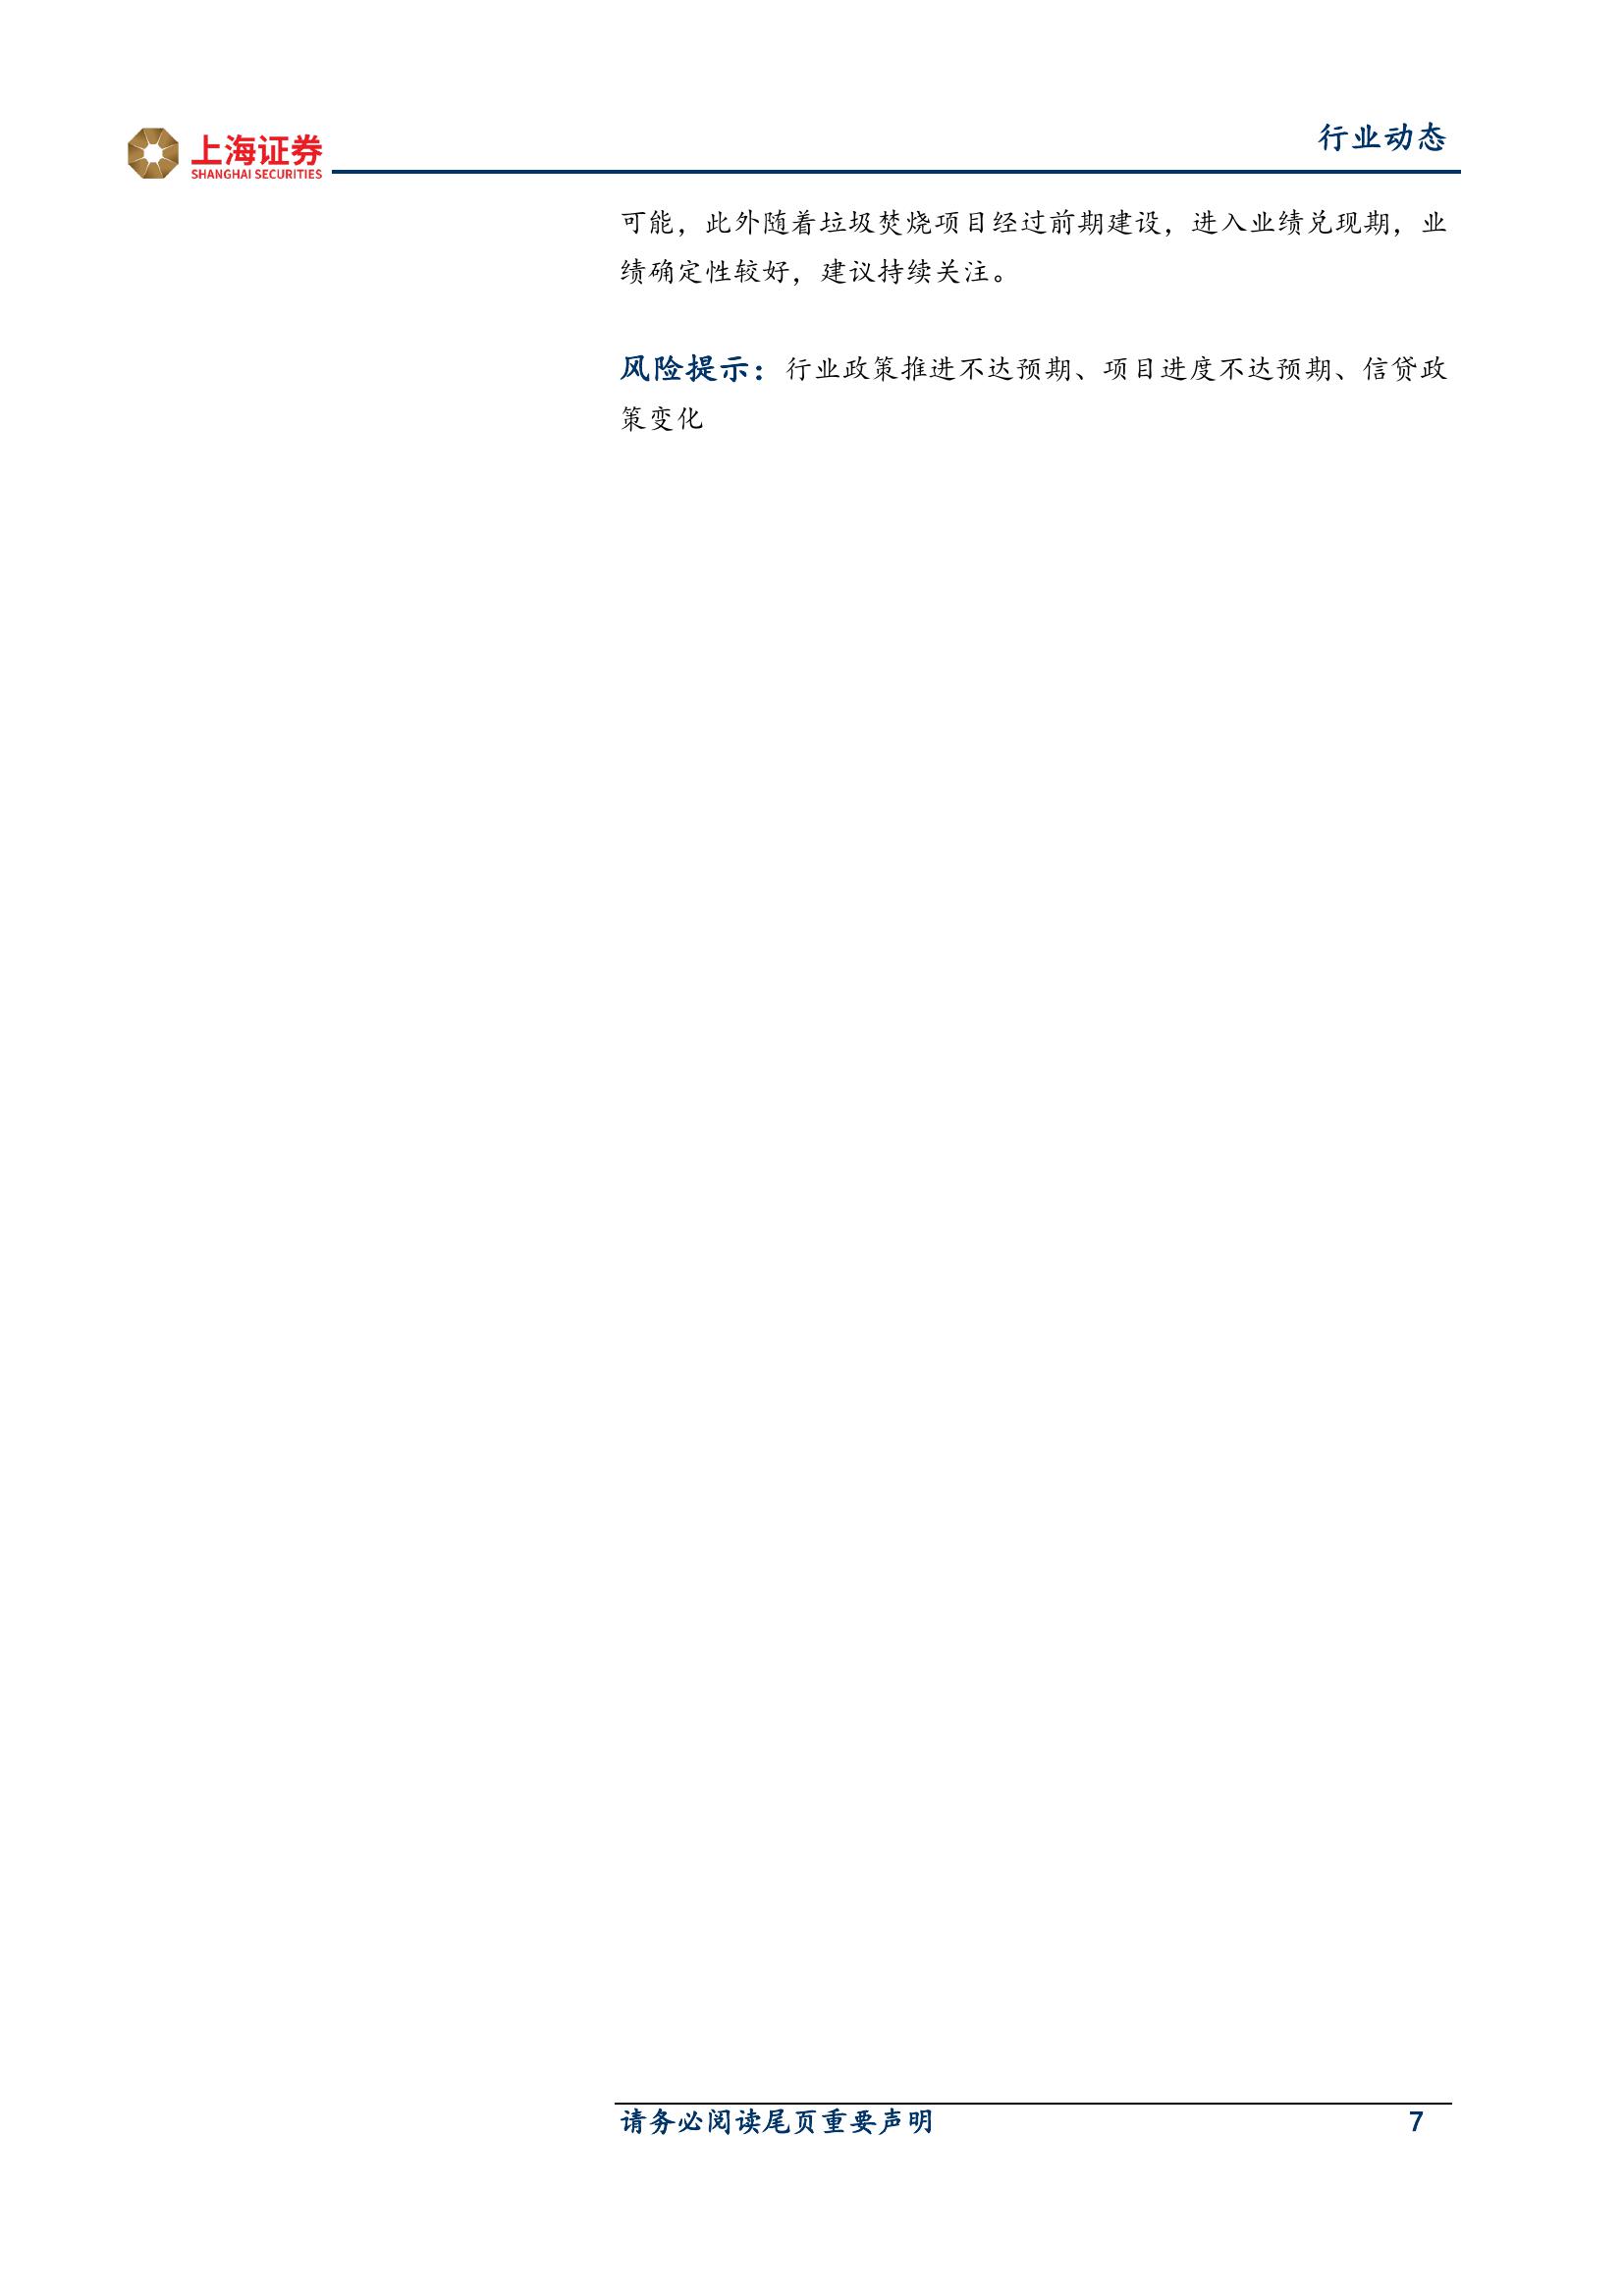 上海证券
SHANGHAI SECURITIES
行业动态
可能，此外随着垃圾焚烧项目经过前期建设，进入业绩兑现期，业
绩确定性较好，建议持续关注。
风险提示：行业政策推进不达预期、项目进度不达预期、信贷政
策变化
请务必阅读尾页重要声明 7